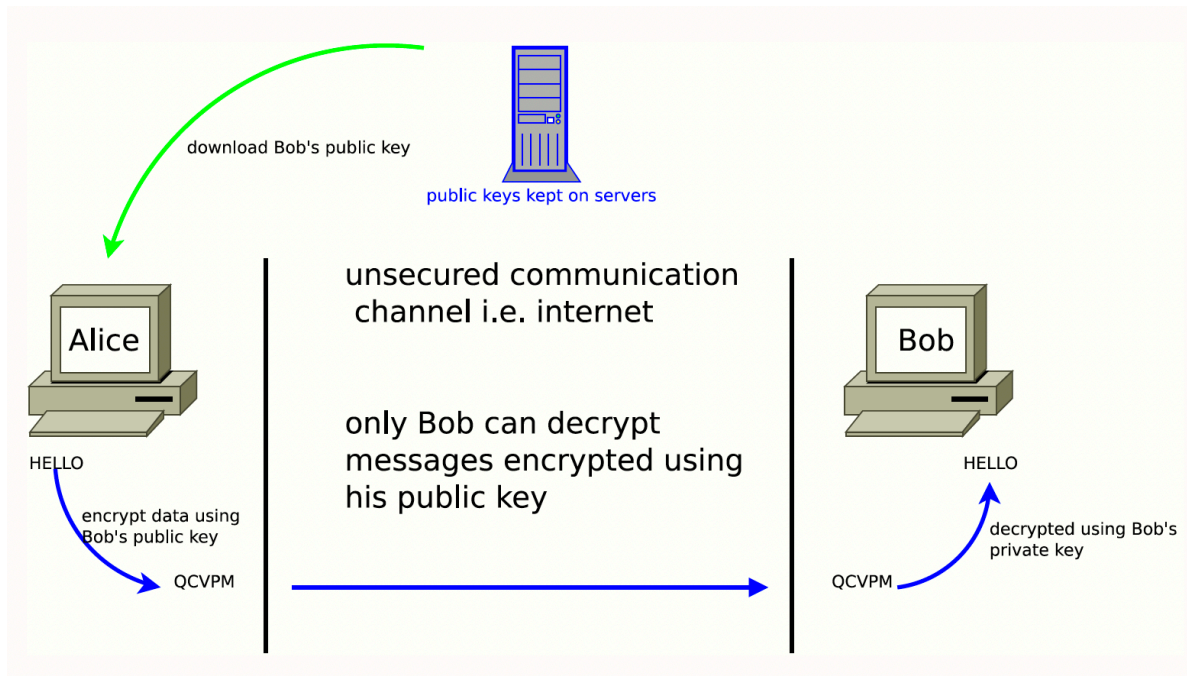 download Bob's public key
public keys kept on servers
unsecured communication
channel i.e. internet
Alice
Bob
only Bob can decrypt
messages encrypted using
his public key
HELLO
HELLO
encrypt data using
Bob's public key
decrypted using Bob's
private key
QCVPM
QCVPM